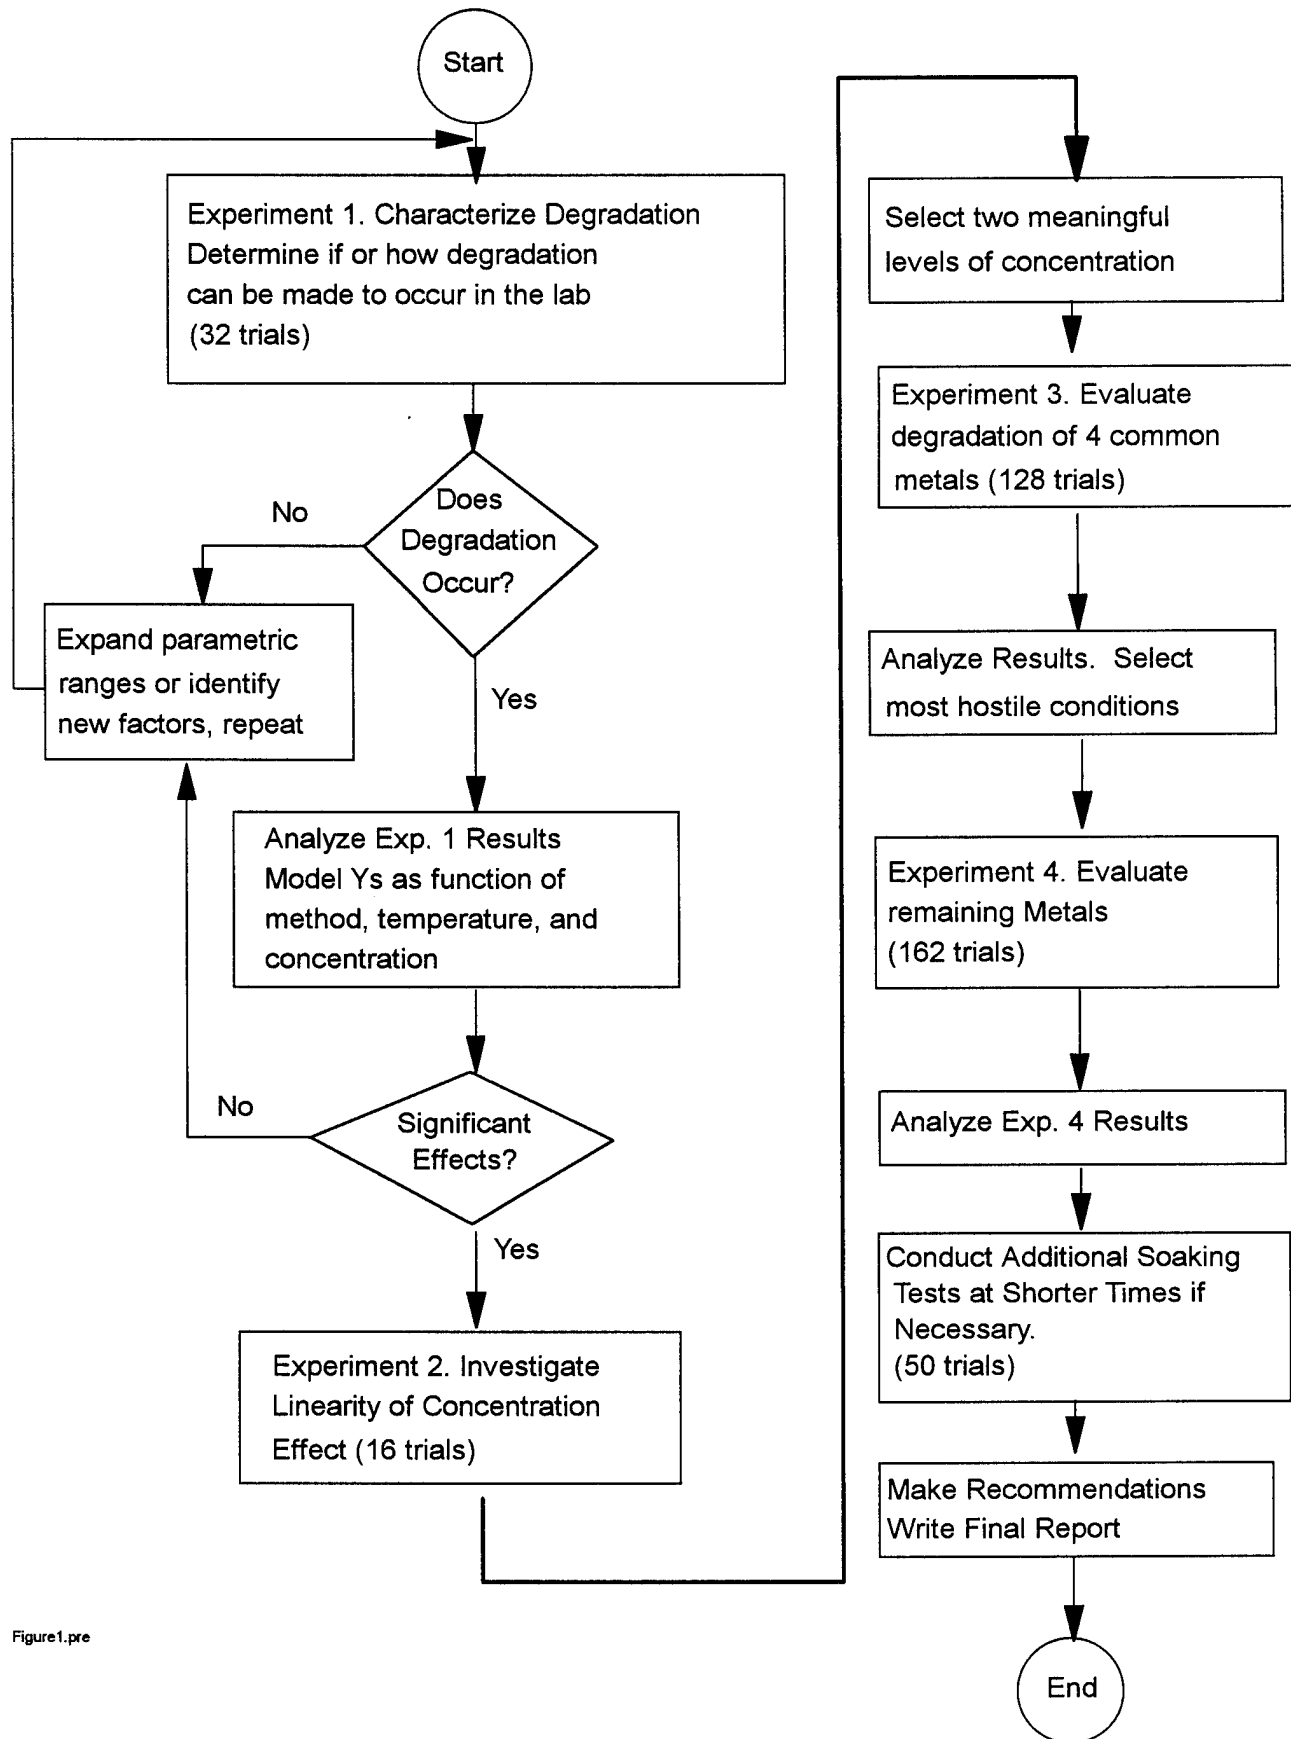 Start
Experiment 1. Characterize Degradation
Determine if or how degradation
can be made to occur in the lab
(32 trials)
Does
Degradation
Occur?
No
Expand parametric
ranges or identify
new factors, repeat
Yes
Analyze Exp. 1 Results
Model Ys as function of
method, temperature, and
concentration
Significant
Effects?
No
Yes
Experiment 2. Investigate
Linearity of Concentration
Effect (16 trials)
Select two meaningful
levels of concentration
Experiment 3. Evaluate
degradation of 4 common
metals (128 trials)
Analyze Results. Select
most hostile conditions
Experiment 4. Evaluate
remaining Metals
(162 trials)
Analyze Exp. 4 Results
Conduct Additional Soaking
Tests at Shorter Times if
Necessary.
(50 trials)
Make Recommendations
Write Final Report
End
Figure1.pre